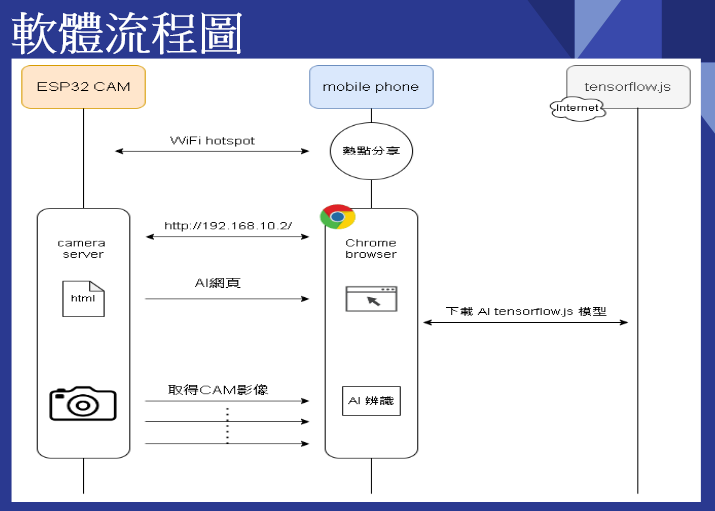 軟體流程圖
ESP32 CAM
mobile phone
tensorflow.js
Internet
WiFi hotspot
熱點分享
http://192.168.10.2/
camera
server
Chrome
browser
AI網頁
html
下載 AI tensorflow.js 模型
取得CAM影像
AI 辨識